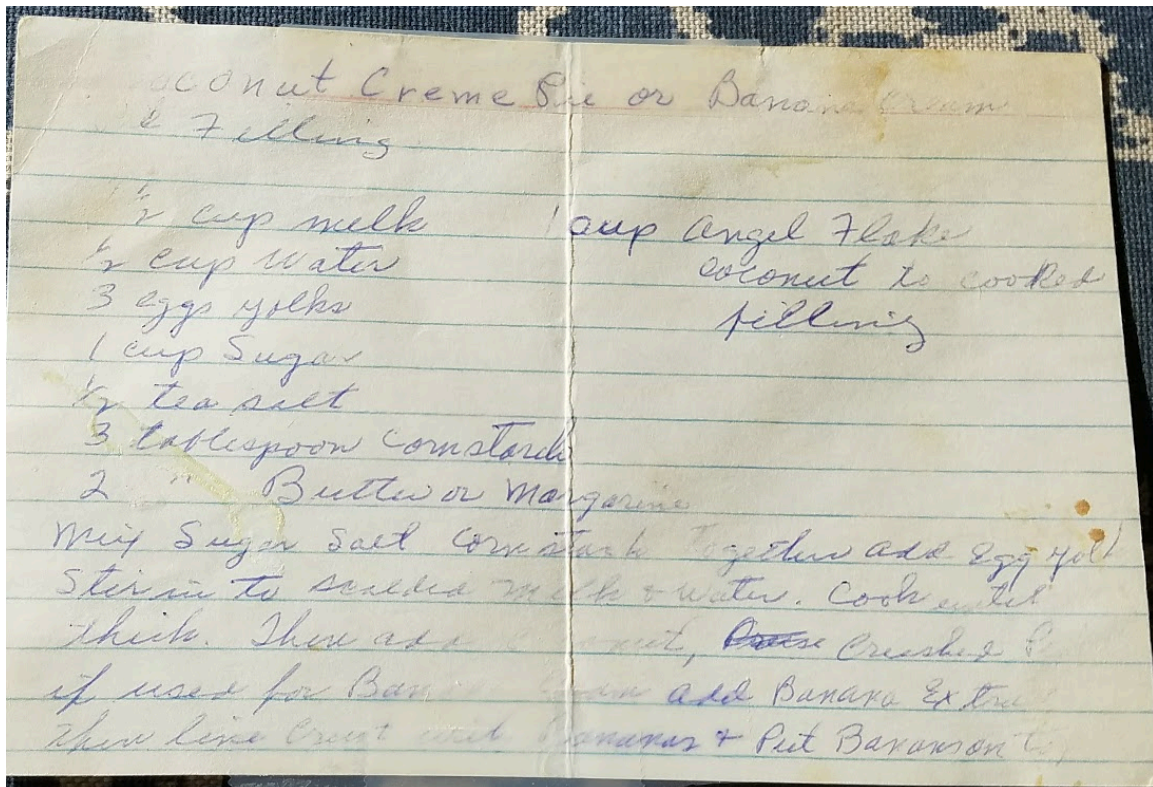 oconut Creme Pie or Banana Cream
Filling
1/2 cup milk
1/2 cup water
3 eggs yolks
1 cup Sugar
1/2 tea salt
3 tablespoon Cornstarch
2 " Butter or Margarine
1 cup Angel Flake
coconut to cooked
filling
Mix Sugar Salt Cornstarch Together add Egg yolk
Stir in to scalded milk & water. Cook until
thick. Then add , Crushed
if used for add Banana
Then line Crust with Bananas + Put Bananas on